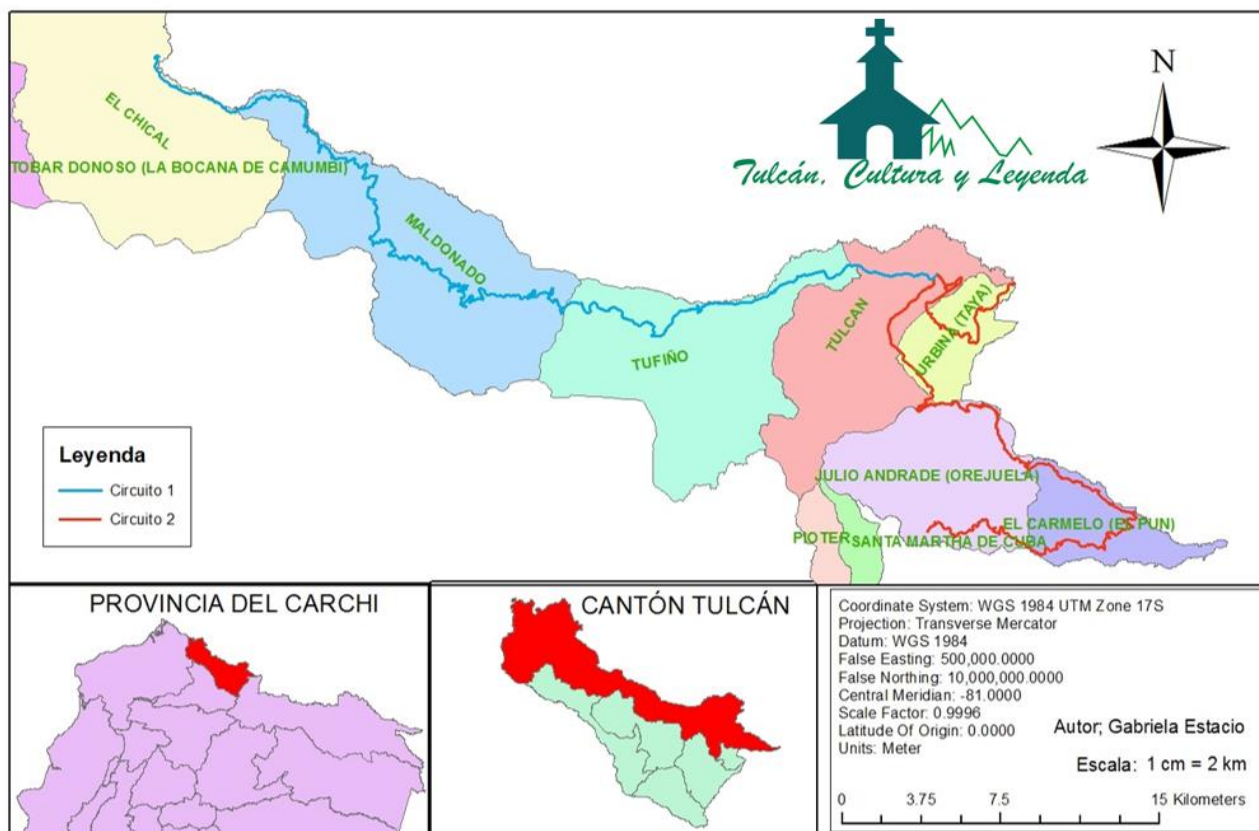 N
Tulcán, Cultura y Leyenda
EL CHICAL
TOBAR DONOSO (LA BOCANA DE CAMUMBI)
MALDONADO
TUFIÑO
TULCAN
URBINA (TAYA)
JULIO ANDRADE (OREJUELA)
EL CARMELO (EL PUN)
PIOTER
SANTA MARTHA DE CUBA
Leyenda
Circuito 1
Circuito 2
PROVINCIA DEL CARCHI
CANTÓN TULCÁN
Coordinate System: WGS 1984 UTM Zone 17S
Projection: Transverse Mercator
Datum: WGS 1984
False Easting: 500,000.0000
False Northing: 10,000,000.0000
Central Meridian: -81.0000
Scale Factor: 0.9996
Latitude Of Origin: 0.0000
Units: Meter
Autor; Gabriela Estacio
Escala: 1 cm = 2 km
0 3.75 7.5 15 Kilometers